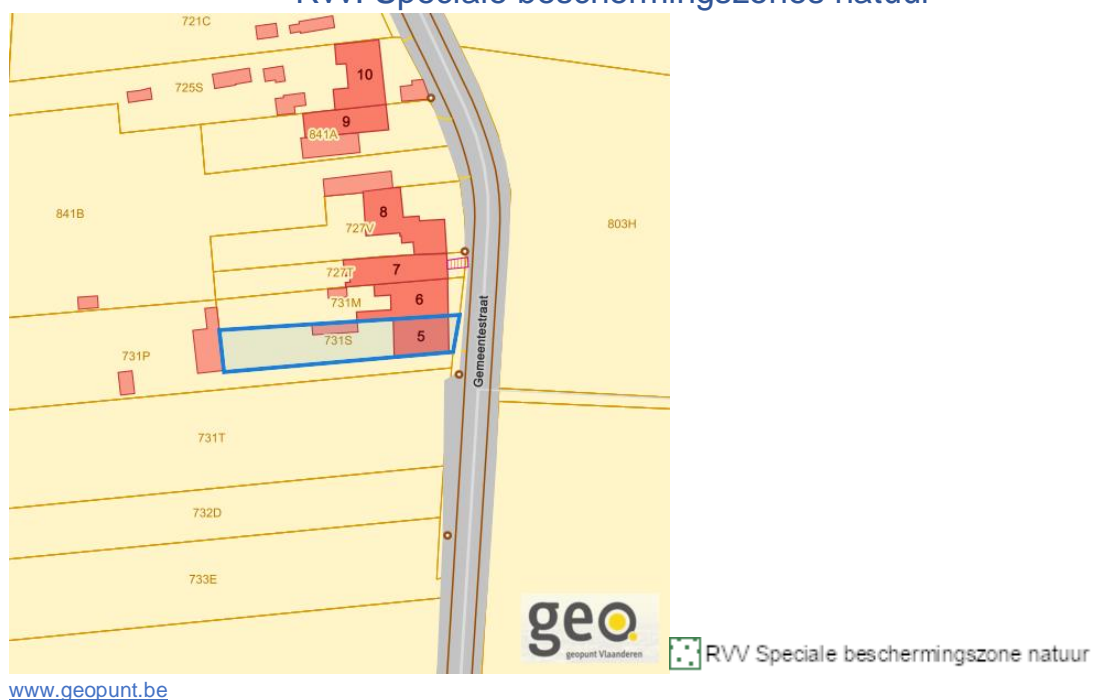 RVV: Speciale beschermingszones natuur
721C
10
725S
9
841A
841B
8
803H
727V
727T
7
731M
6
731S
5
731P
Gemeentestraat
731T
732D
733E
geo.
geopunt Vlaanderen
RVV Speciale beschermingszone natuur
www.geopunt.be